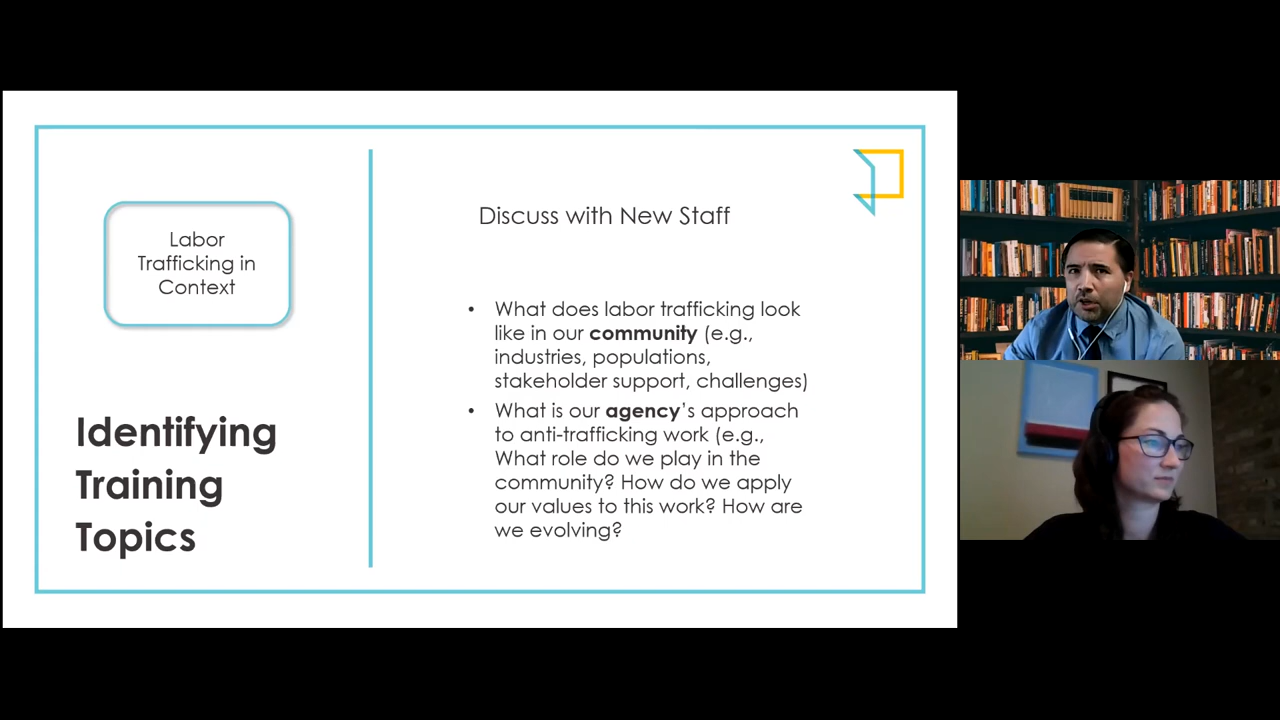 Labor
Trafficking in
Context
Identifying
Training
Topics
Discuss with New Staff
• What does labor trafficking look
like in our community (e.g.,
industries, populations,
stakeholder support, challenges)
• What is our agency’s approach
to anti-trafficking work (e.g.,
What role do we play in the
community? How do we apply
our values to this work? How are
we evolving?